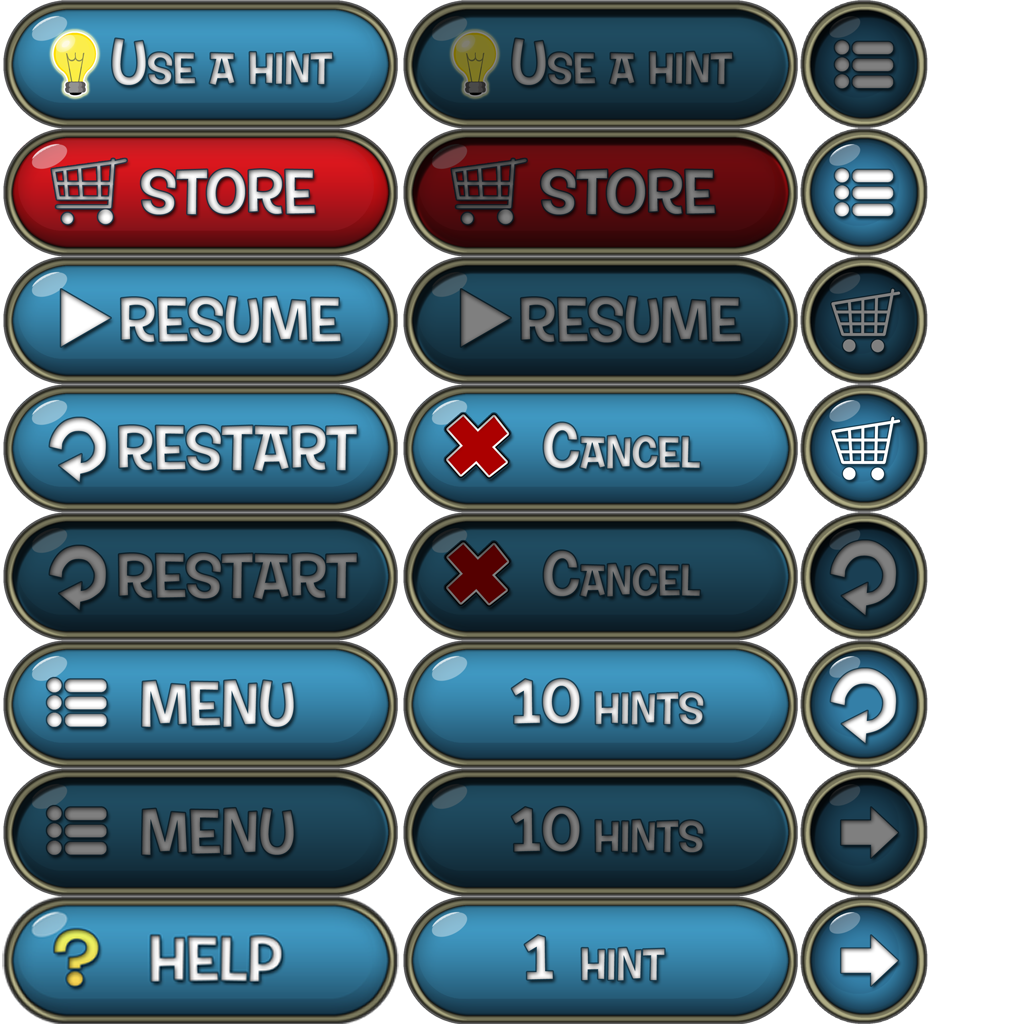 Use a hint
Use a hint
STORE
STORE
RESUME
RESUME
RESTART
Cancel
RESTART
Cancel
MENU
10 hints
MENU
10 hints
? HELP
1 hint